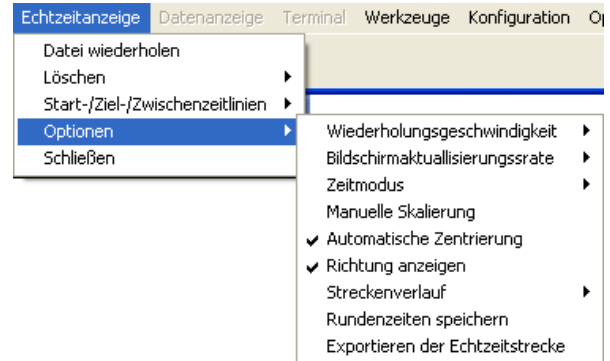 Echtzeitanzeige Datenanzeige Terminal Werkzeuge Konfiguration
Datei wiederholen
Löschen
Start-/Ziel-/Zwischenzeitlinien
Optionen
Schließen
Wiederholungsgeschwindigkeit
Bildschirmaktuallisierungssrate
Zeitmodus
Manuelle Skalierung
Automatische Zentrierung
Richtung anzeigen
Streckenverlauf
Rundenzeiten speichern
Exportieren der Echtzeitstrecke